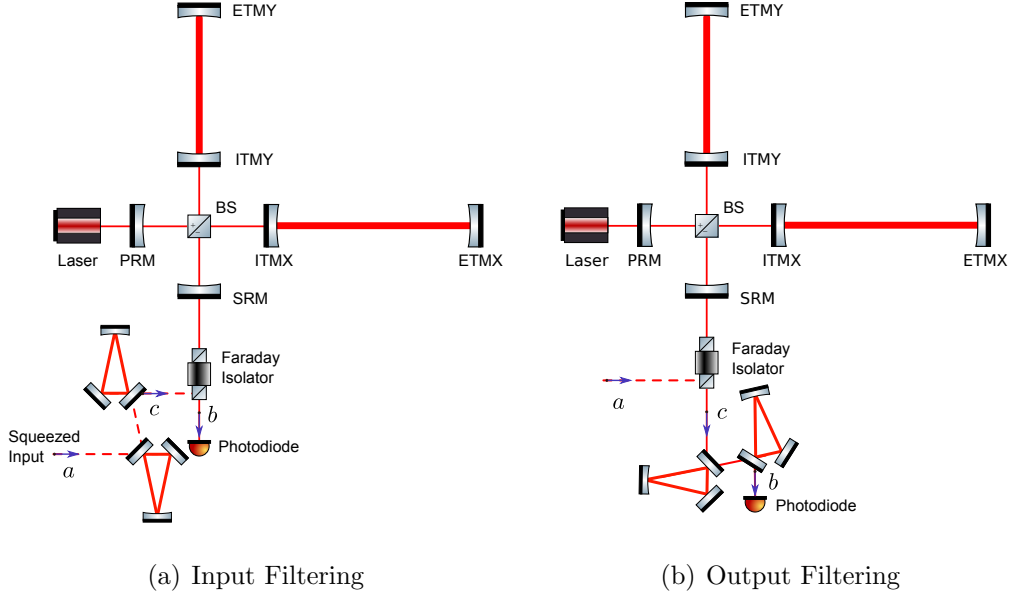 ETMY
ITMY
BS
Laser
PRM
ITMX
ETMX
SRM
Faraday
Isolator
c
b
Squeezed
Input
a
Photodiode
(a) Input Filtering
ETMY
ITMY
BS
Laser
PRM
ITMX
ETMX
SRM
Faraday
Isolator
a
c
b
Photodiode
(b) Output Filtering